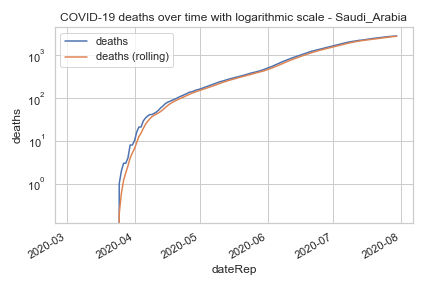 COVID-19 deaths over time with logarithmic scale - Saudi_Arabia
deaths
deaths (rolling)
10³
10²
10¹
10⁰
deaths
2020-03
2020-04
2020-05
2020-06
2020-07
2020-08
dateRep